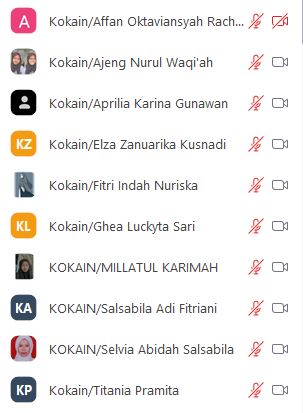 A Kokain/Affan Oktaviansyah Rach...
Kokain/Ajeng Nurul Waqi'ah
Kokain/Aprilia Karina Gunawan
KZ Kokain/Elza Zanuarika Kusnadi
Kokain/Fitri Indah Nuriska
KL Kokain/Ghea Luckyta Sari
KOKAIN/MILLATUL KARIMAH
KA KOKAIN/Salsabila Adi Fitriani
KOKAIN/Selvia Abidah Salsabila
KP Kokain/Titania Pramita